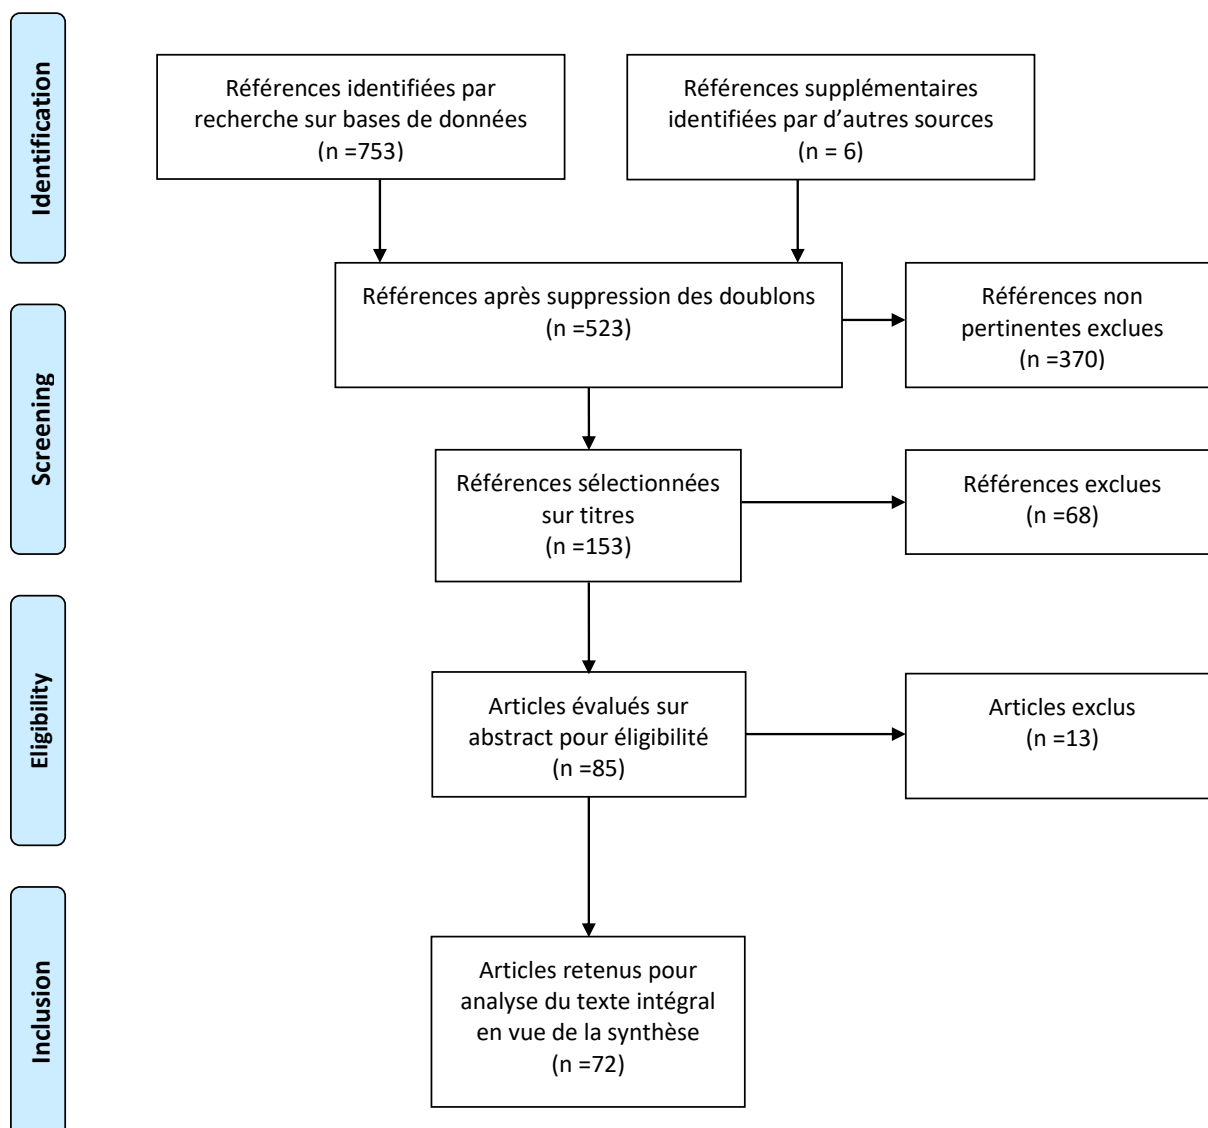 Identification
Références identifiées par
recherche sur bases de données
(n =753)
Références supplémentaires
identifiées par d’autres sources
(n = 6)
Références après suppression des doublons
(n =523)
Références non
pertinentes exclues
(n =370)
Screening
Références sélectionnées
sur titres
(n =153)
Références exclues
(n =68)
Eligibility
Articles évalués sur
abstract pour éligibilité
(n =85)
Articles exclus
(n =13)
Inclusion
Articles retenus pour
analyse du texte intégral
en vue de la synthèse
(n =72)